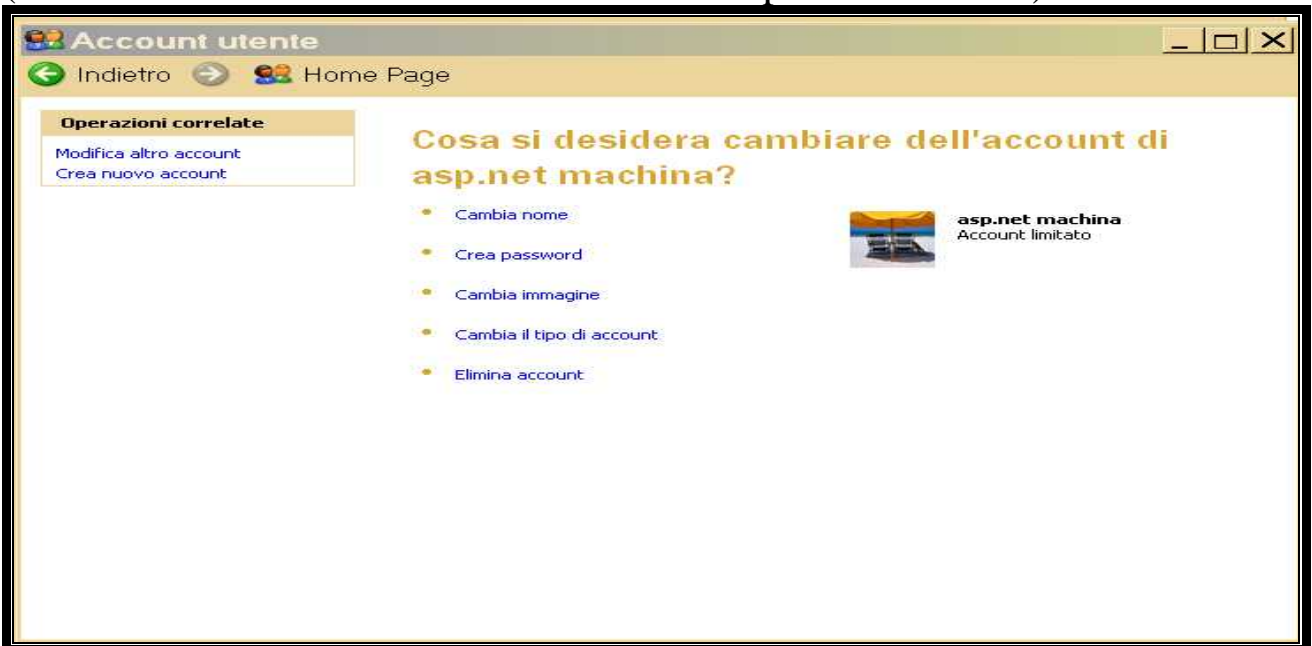 Account utente
Indietro Home Page
Operazioni correlate
Modifica altro account
Crea nuovo account
Cosa si desidera cambiare dell'account di
asp.net machina?
Cambia nome
Crea password
Cambia immagine
Cambia il tipo di account
Elimina account
asp.net machina
Account limitato